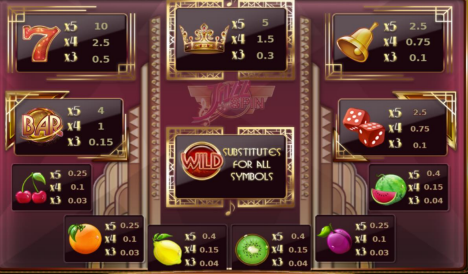 7
x5 10
x4 2.5
x3 0.5
x5 5
x4 1.5
x3 0.5
x5 2.5
x4 0.75
x3 0.1
BAR
x5 4
x4 1
x3 0.15
JAZZ
WILD
SUBSTITUTES
FOR ALL
SYMBOLS
x5 2.5
x4 0.75
x3 0.1
x5 0.25
x4 0.1
x3 0.03
x5 0.4
x4 0.15
x3 0.04
x5 0.25
x4 0.1
x3 0.03
x5 0.4
x4 0.15
x3 0.04
x5 0.4
x4 0.15
x3 0.04
x5 0.25
x4 0.1
x3 0.03